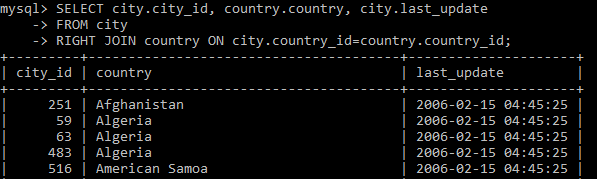 mysql> SELECT city.city_id, country.country, city.last_update
    -> FROM city
    -> RIGHT JOIN country ON city.country_id=country.country_id;
+---------+---------------------------------------+---------------------+
| city_id | country                               | last_update         |
+---------+---------------------------------------+---------------------+
|     251 | Afghanistan                           | 2006-02-15 04:45:25 |
|      59 | Algeria                               | 2006-02-15 04:45:25 |
|      63 | Algeria                               | 2006-02-15 04:45:25 |
|     483 | Algeria                               | 2006-02-15 04:45:25 |
|     516 | American Samoa                        | 2006-02-15 04:45:25 |